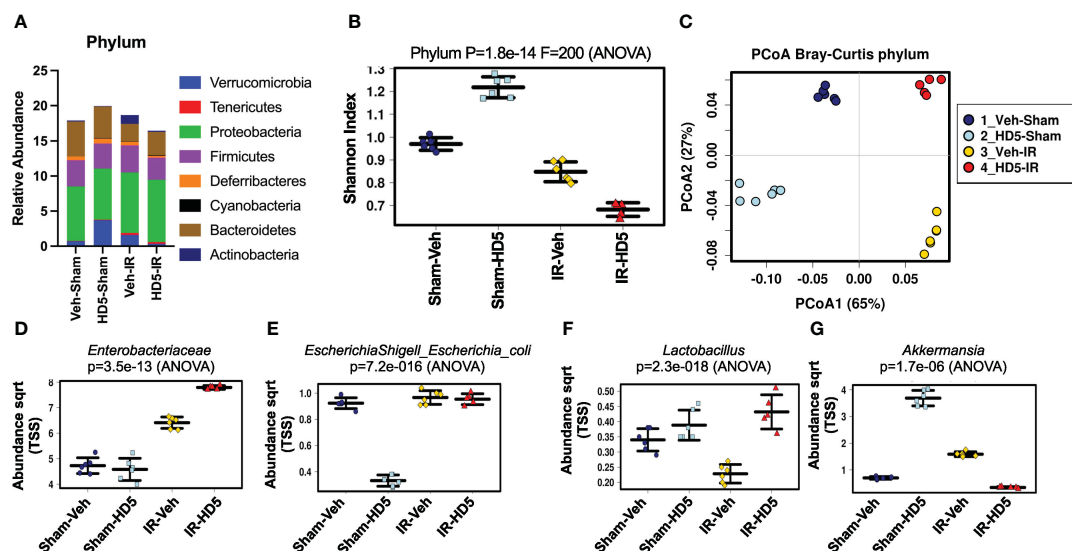 A
Phylum
Relative Abundance
25
20
15
10
5
0
Veh-Sham
HD5-Sham
Veh-IR
HD5-IR
Verrucomicrobia
Tenericutes
Proteobacteria
Firmicutes
Deferribacteres
Cyanobacteria
Bacteroidetes
Actinobacteria
B
Phylum P=1.8e-14 F=200 (ANOVA)
Shannon Index
1.3
1.2
1.1
1.0
0.9
0.8
0.7
Sham-Veh
Sham-HD5
IR-Veh
IR-HD5
C
PCoA Bray-Curtis phylum
PCoA2 (27%)
0.04
0.00
-0.04
-0.08
-0.10
-0.05
0.00
0.05
PCoA1 (65%)
1_Veh-Sham
2_HD5-Sham
3_Veh-IR
4_HD5-IR
D
Enterobacteriaceae
p=3.5e-13 (ANOVA)
Abundance sqrt
(TSS)
8
7
6
5
4
Sham-Veh
Sham-HD5
IR-Veh
IR-HD5
E
EscherichiaShigell_Escherichia_coli
p=7.2e-016 (ANOVA)
Abundance sqrt
(TSS)
1.0
0.8
0.6
0.4
Sham-Veh
Sham-HD5
IR-Veh
IR-HD5
F
Lactobacillus
p=2.3e-018 (ANOVA)
Abundance sqrt
(TSS)
0.50
0.45
0.40
0.35
0.30
0.25
0.20
Sham-Veh
Sham-HD5
IR-Veh
IR-HD5
G
Akkermansia
p=1.7e-06 (ANOVA)
Abundance sqrt
(TSS)
4
3
2
1
Sham-Veh
Sham-HD5
IR-Veh
IR-HD5